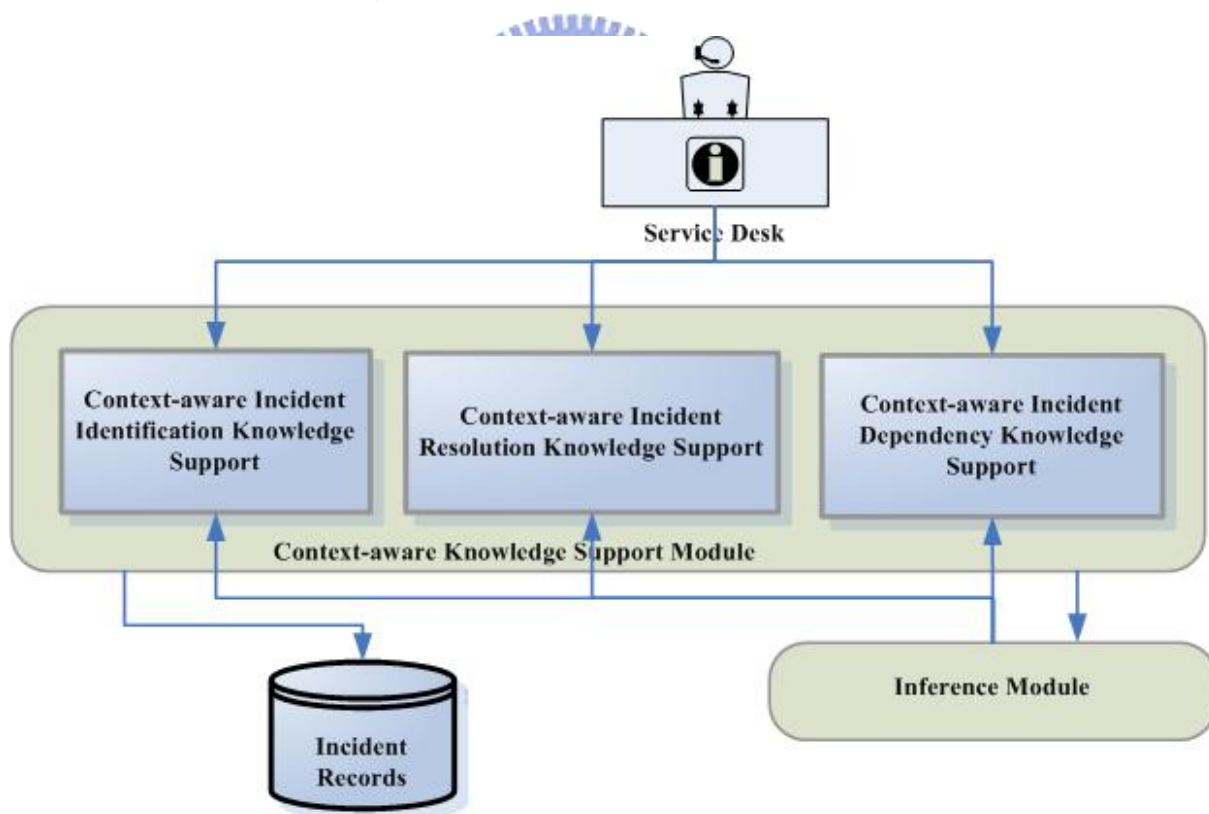 i
Service Desk
Context-aware Incident
Identification Knowledge
Support
Context-aware Incident
Resolution Knowledge Support
Context-aware Incident
Dependency Knowledge
Support
Context-aware Knowledge Support Module
Inference Module
Incident
Records